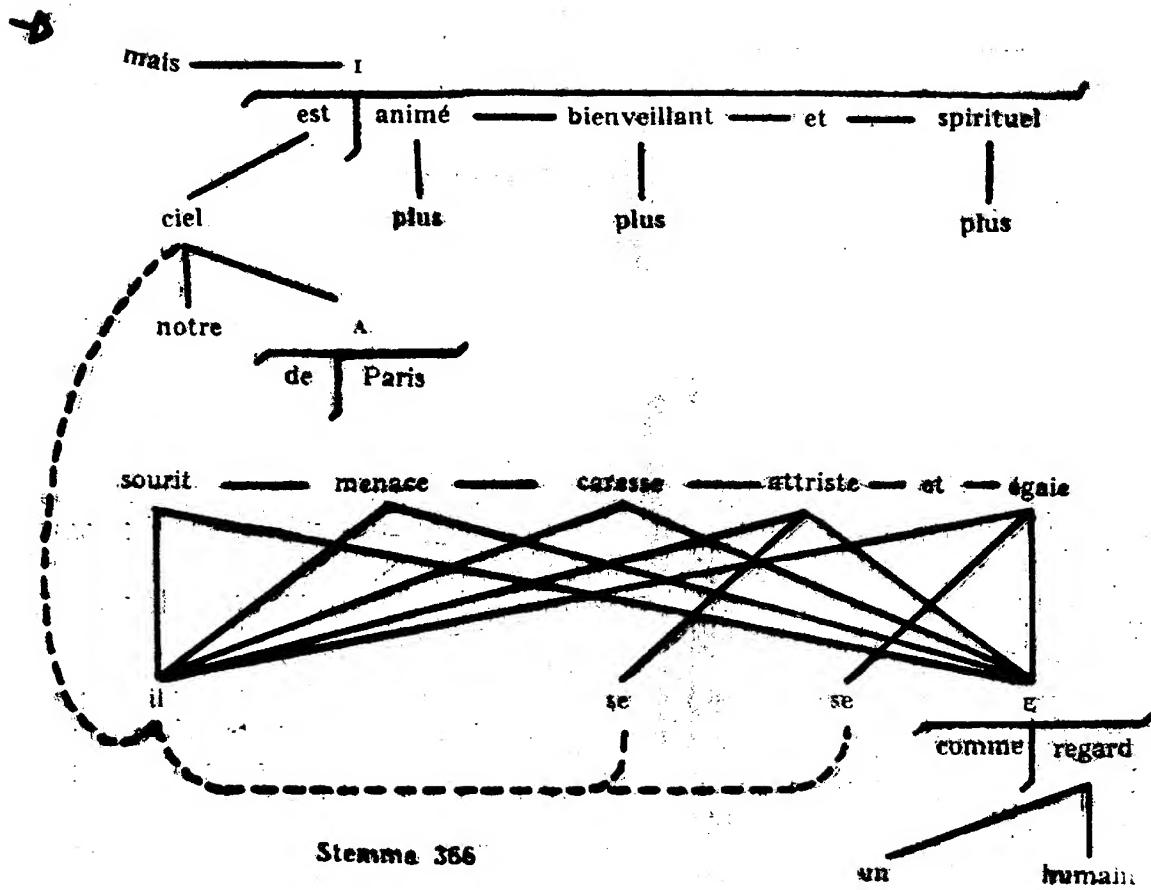 mais I
est animé bienveillant et spirituel
ciel plus plus plus
notre A
de Paris
sourit menace caresse attriste et égaie
il se se E
comme regard
Stemma 366 un humain